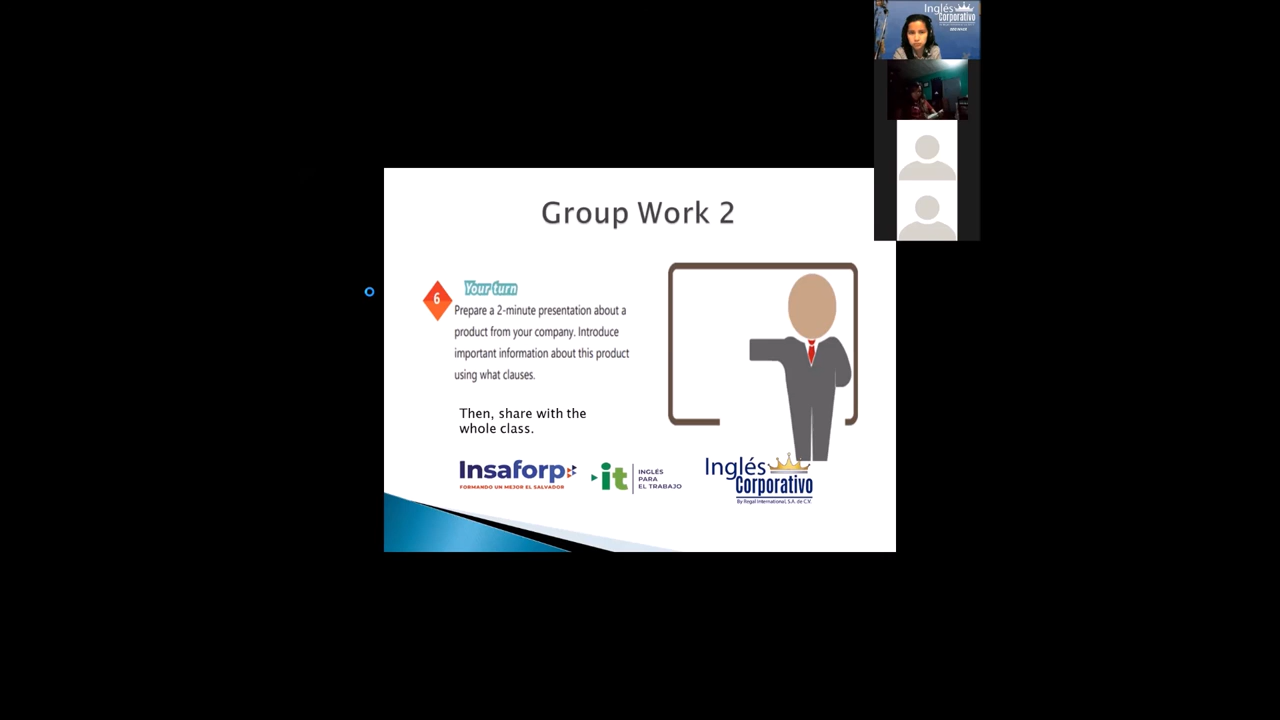 Inglés
Corporativo
Group Work 2
6
Your turn
Prepare a 2-minute presentation about a
product from your company. Introduce
important information about this product
using what clauses.
Then, share with the
whole class.
Insaforp
FORMANDO UN MEJOR EL SALVADOR
it
INGLÉS
PARA
EL TRABAJO
Inglés
Corporativo
By Regal International, S.A. de C.V.